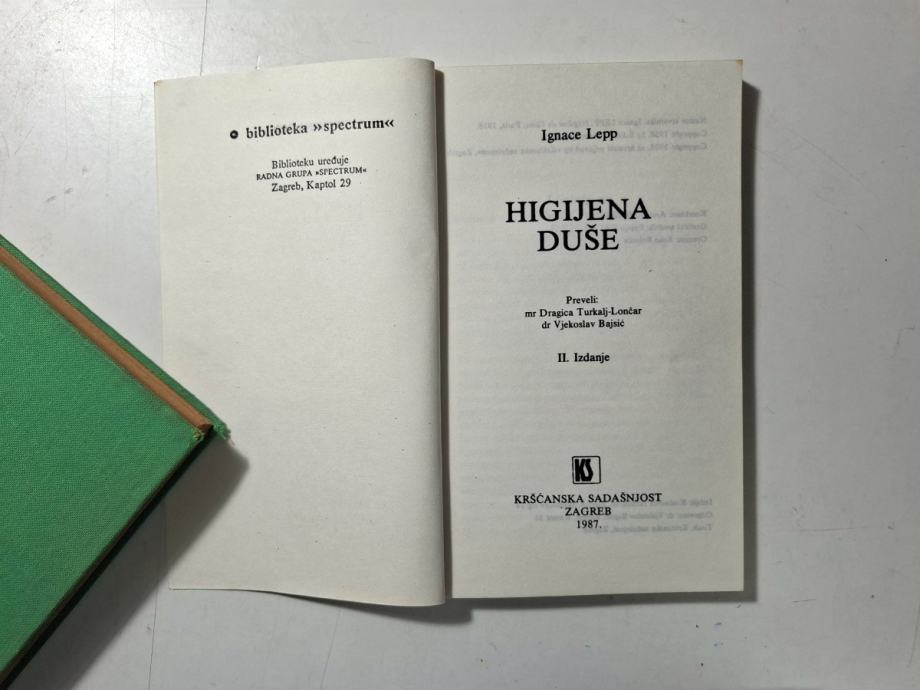 biblioteka »spectrum«
Biblioteku uređuje
RADNA GRUPA »SPECTRUM«
Zagreb, Kaptol 29
Ignace Lepp
HIGIJENA
DUŠE
Preveli:
mr Dragica Turkalj-Lončar
dr Vjekoslav Bajsić
II. Izdanje
KS
KRŠĆANSKA SADAŠNJOST
ZAGREB
1987.